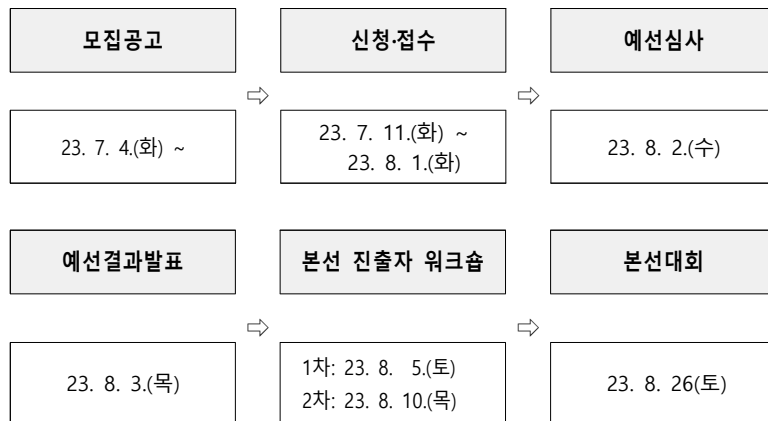 모집공고
신청·접수
예선심사
23. 7. 4.(화) ~
23. 7. 11.(화) ~
23. 8. 1.(화)
23. 8. 2.(수)
예선결과발표
본선 진출자 워크숍
본선대회
23. 8. 3.(목)
1차: 23. 8. 5.(토)
2차: 23. 8. 10.(목)
23. 8. 26(토)